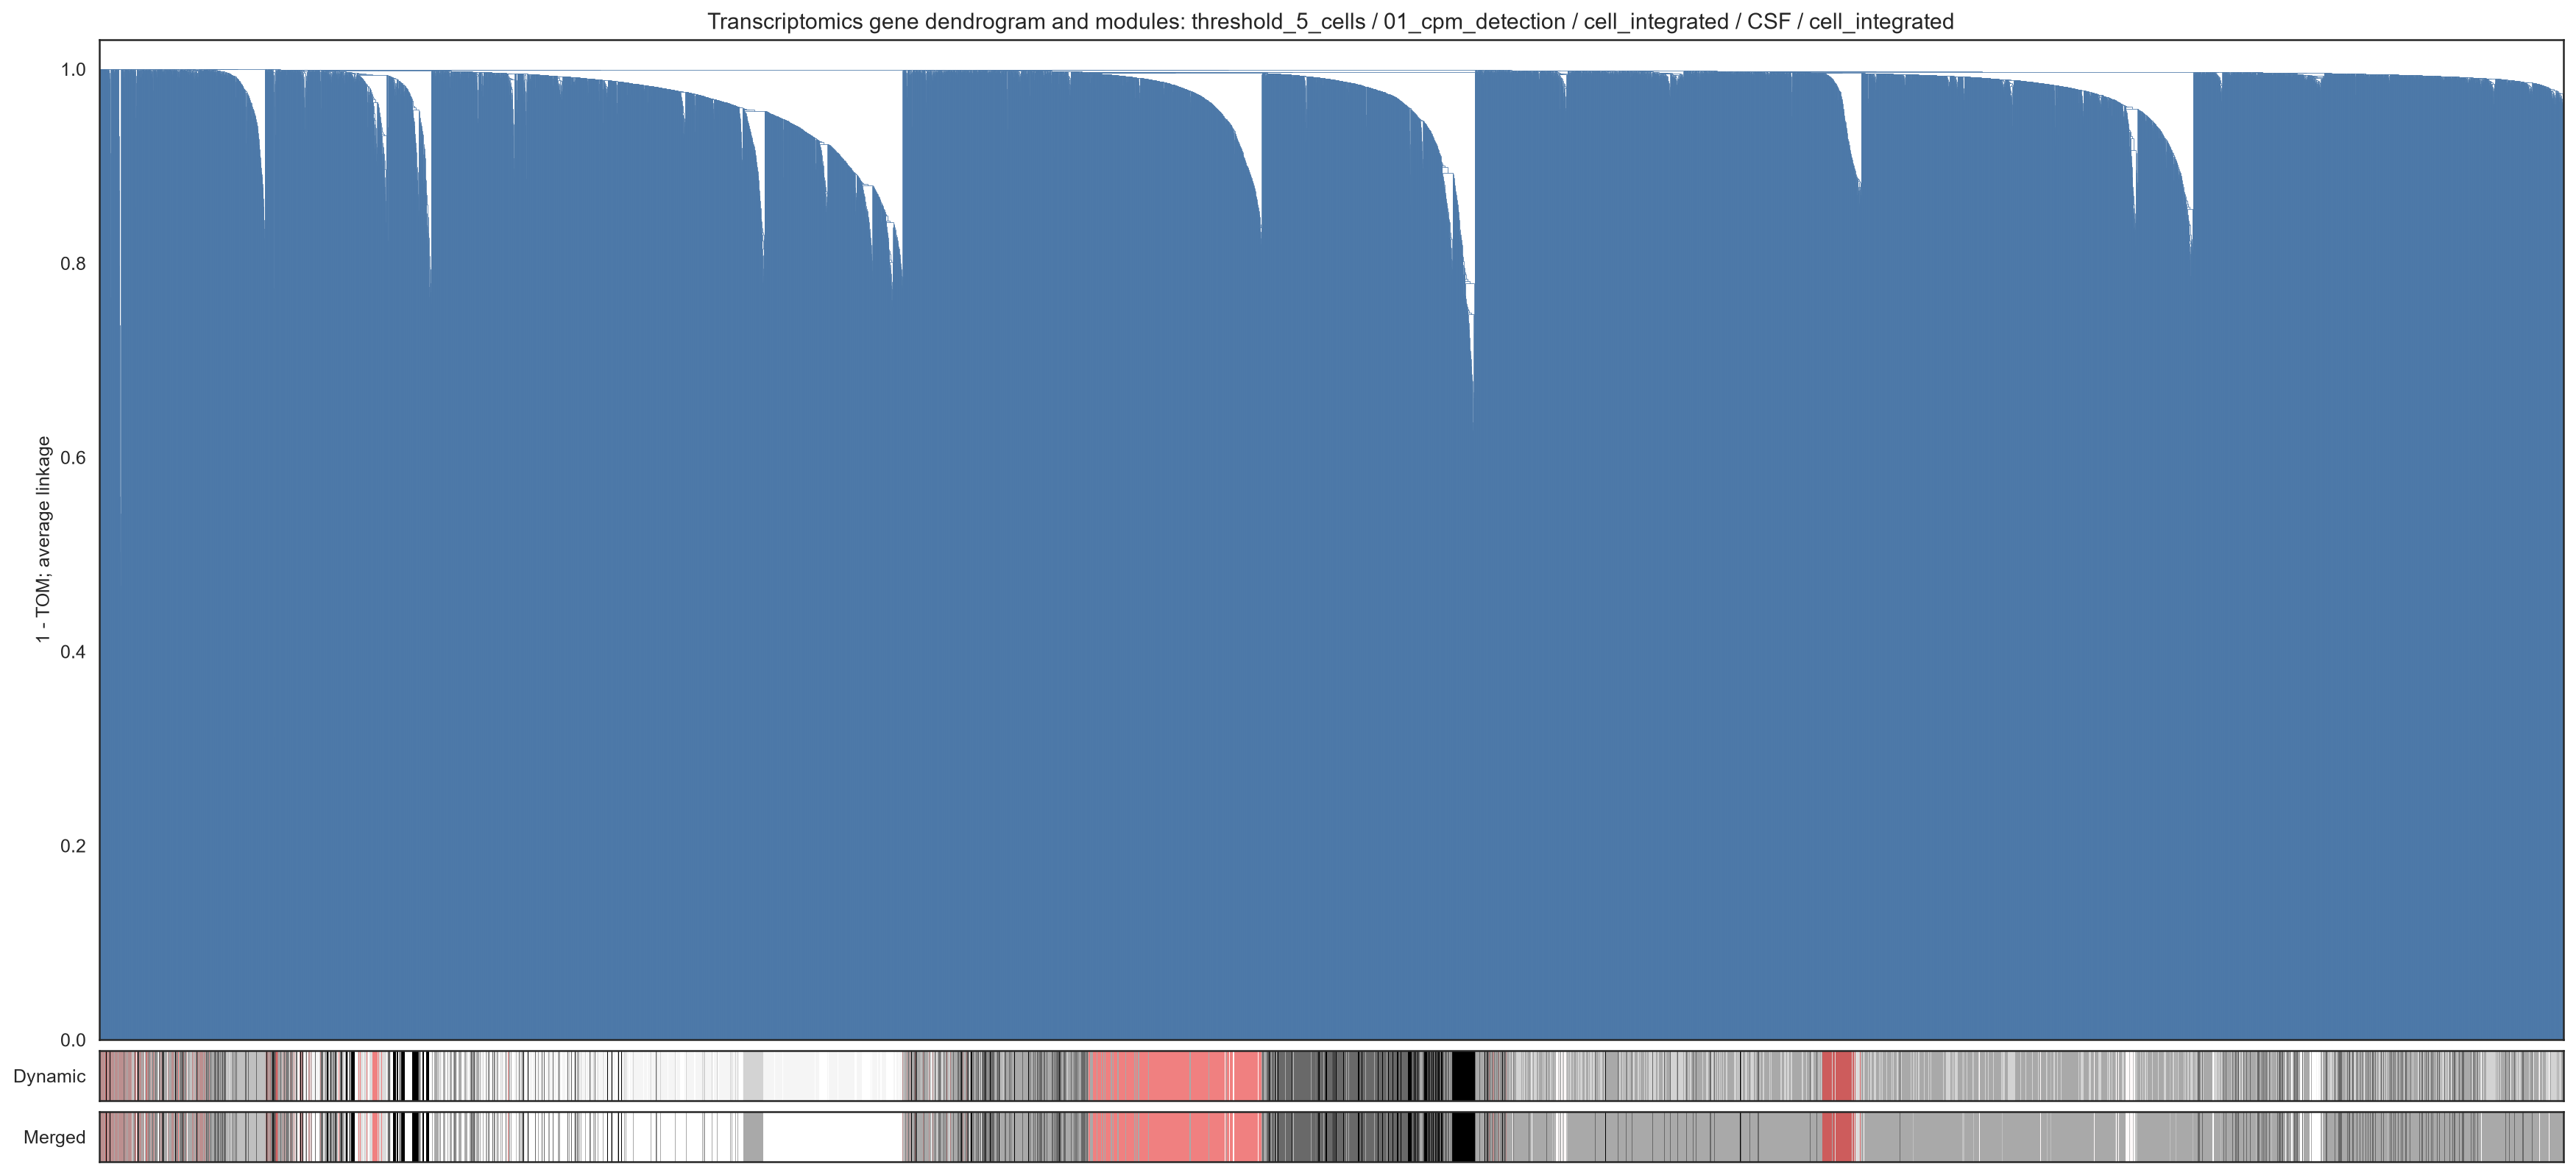 Transcriptomics gene dendrogram and modules: threshold_5_cells / 01_cpm_detection / cell_integrated / CSF / cell_integrated
1.0
0.8
0.6
0.4
0.2
0.0
1 - TOM; average linkage
Dynamic
Merged